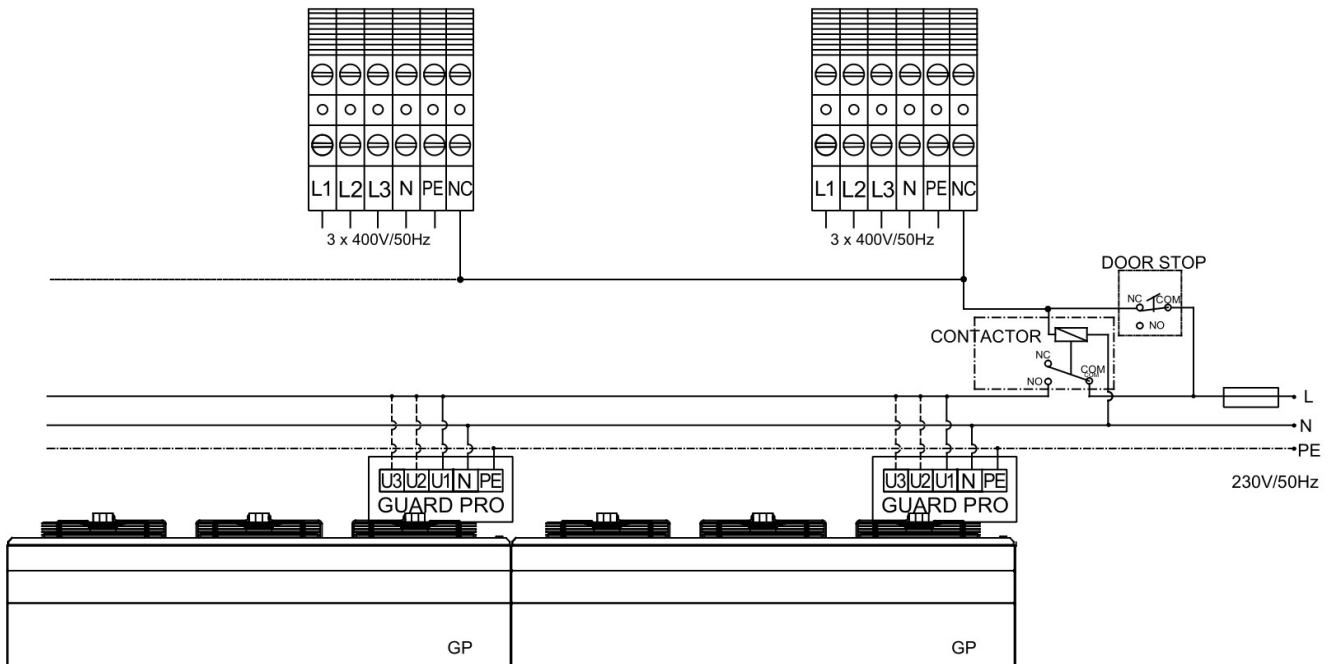 L1 L2 L3 N PE NC
L1 L2 L3 N PE NC
3 x 400V/50Hz
3 x 400V/50Hz
DOOR STOP
NC COM
NO
CONTACTOR
NC
COM
COM
NO
L
N
PE
230V/50Hz
U3 U2 U1 N PE
GUARD PRO
U3 U2 U1 N PE
GUARD PRO
GP
GP